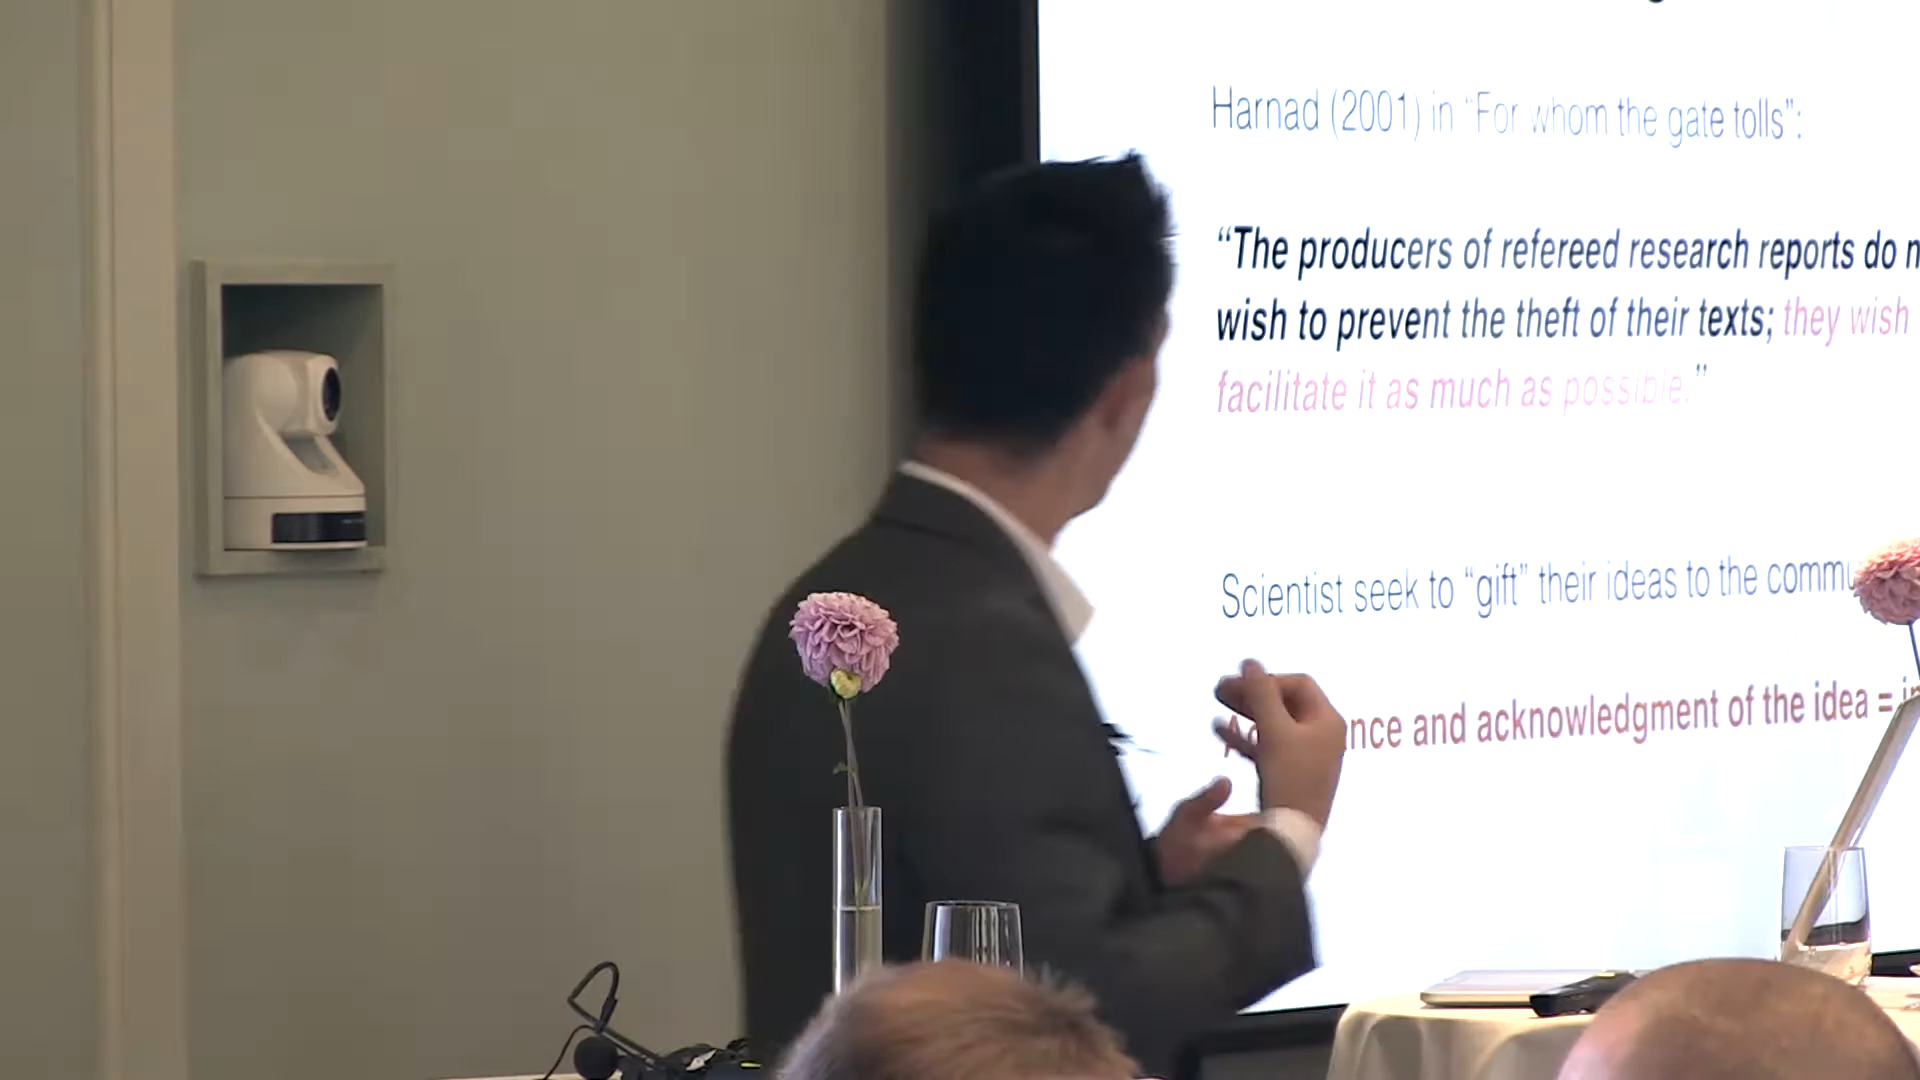 Harnad (2001) in “For whom the gate tolls”:
“The producers of refereed research reports do
wish to prevent the theft of their texts; they wish
facilitate it as much as possible.”
Scientist seek to “gift” their ideas to the
and acknowledgment of the idea =